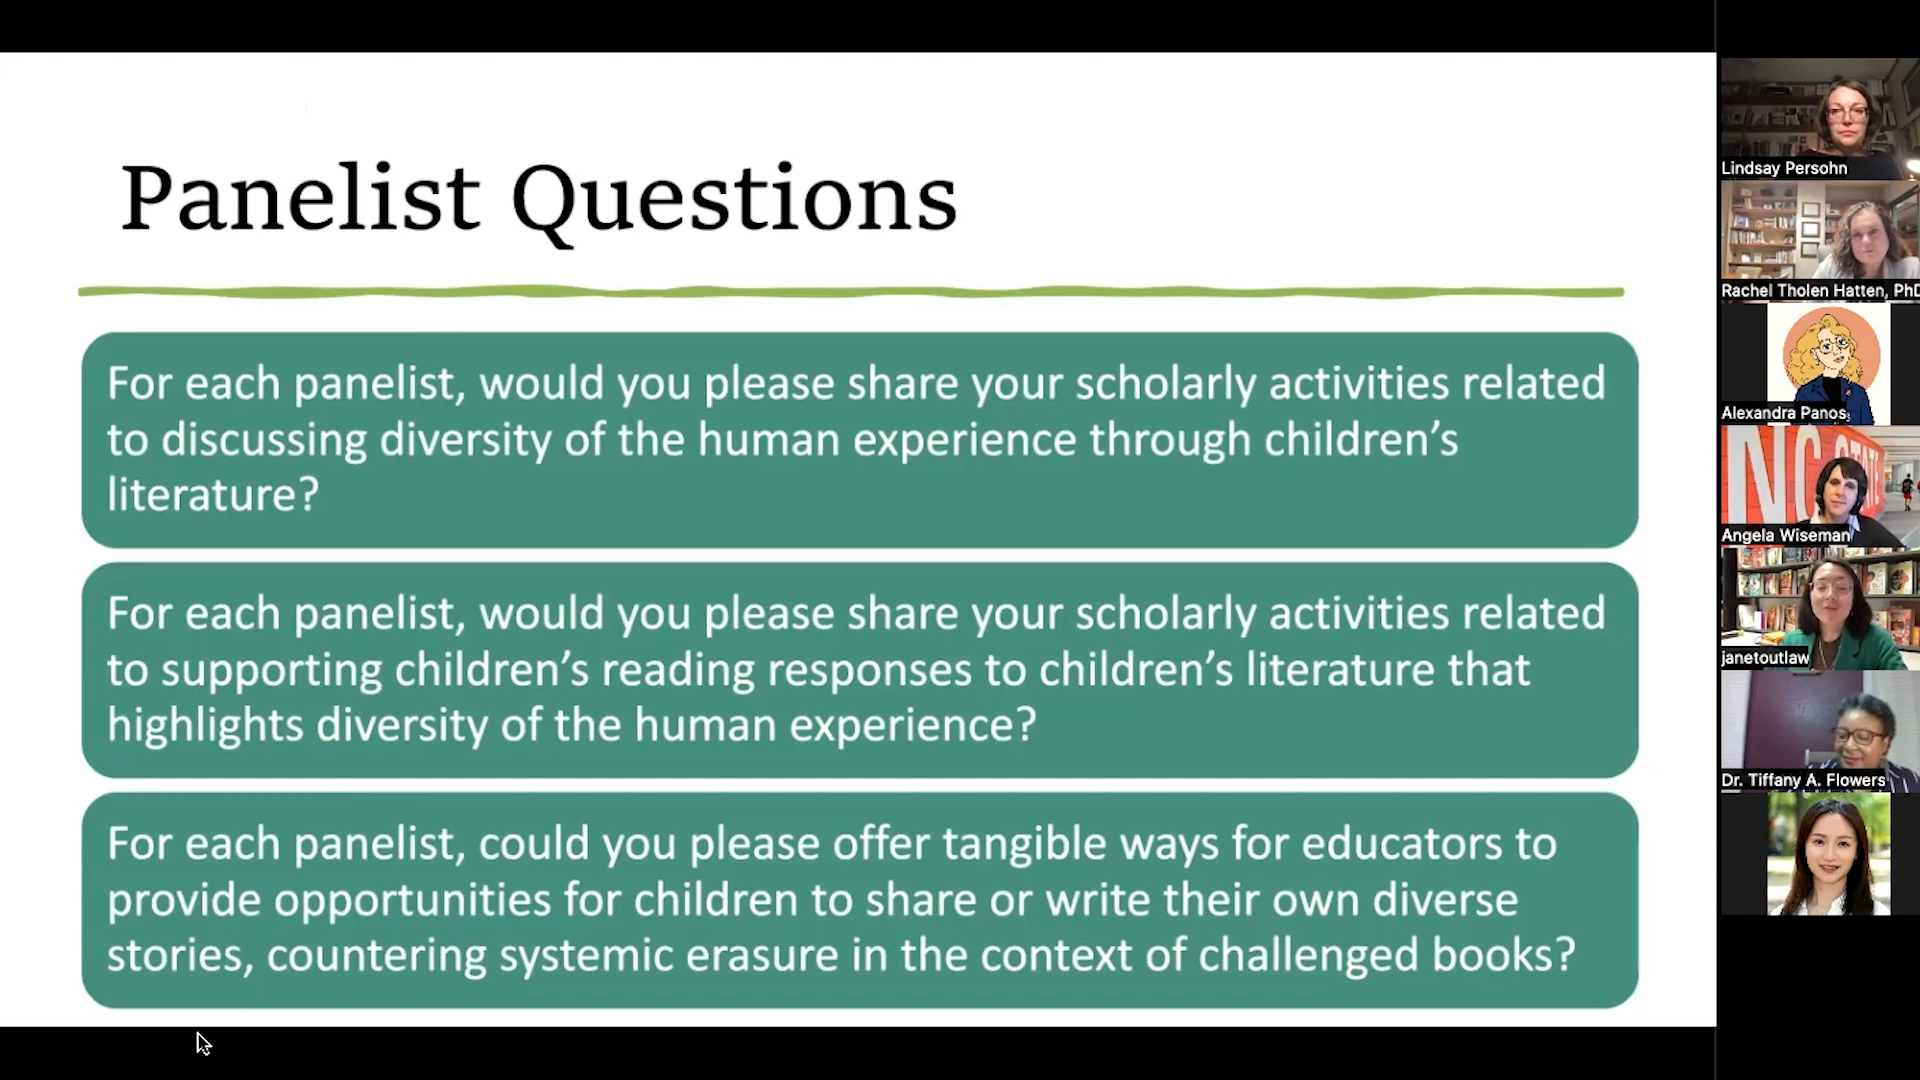 Panelist Questions
For each panelist, would you please share your scholarly activities related
to discussing diversity of the human experience through children’s
literature?
For each panelist, would you please share your scholarly activities related
to supporting children’s reading responses to children’s literature that
highlights diversity of the human experience?
For each panelist, could you please offer tangible ways for educators to
provide opportunities for children to share or write their own diverse
stories, countering systemic erasure in the context of challenged books?
Lindsay Persohn
Rachel Tholen Hatten, PhD
Alexandra Panos
NC STATE
Angela Wiseman
janetoutlaw
Dr. Tiffany A. Flowers